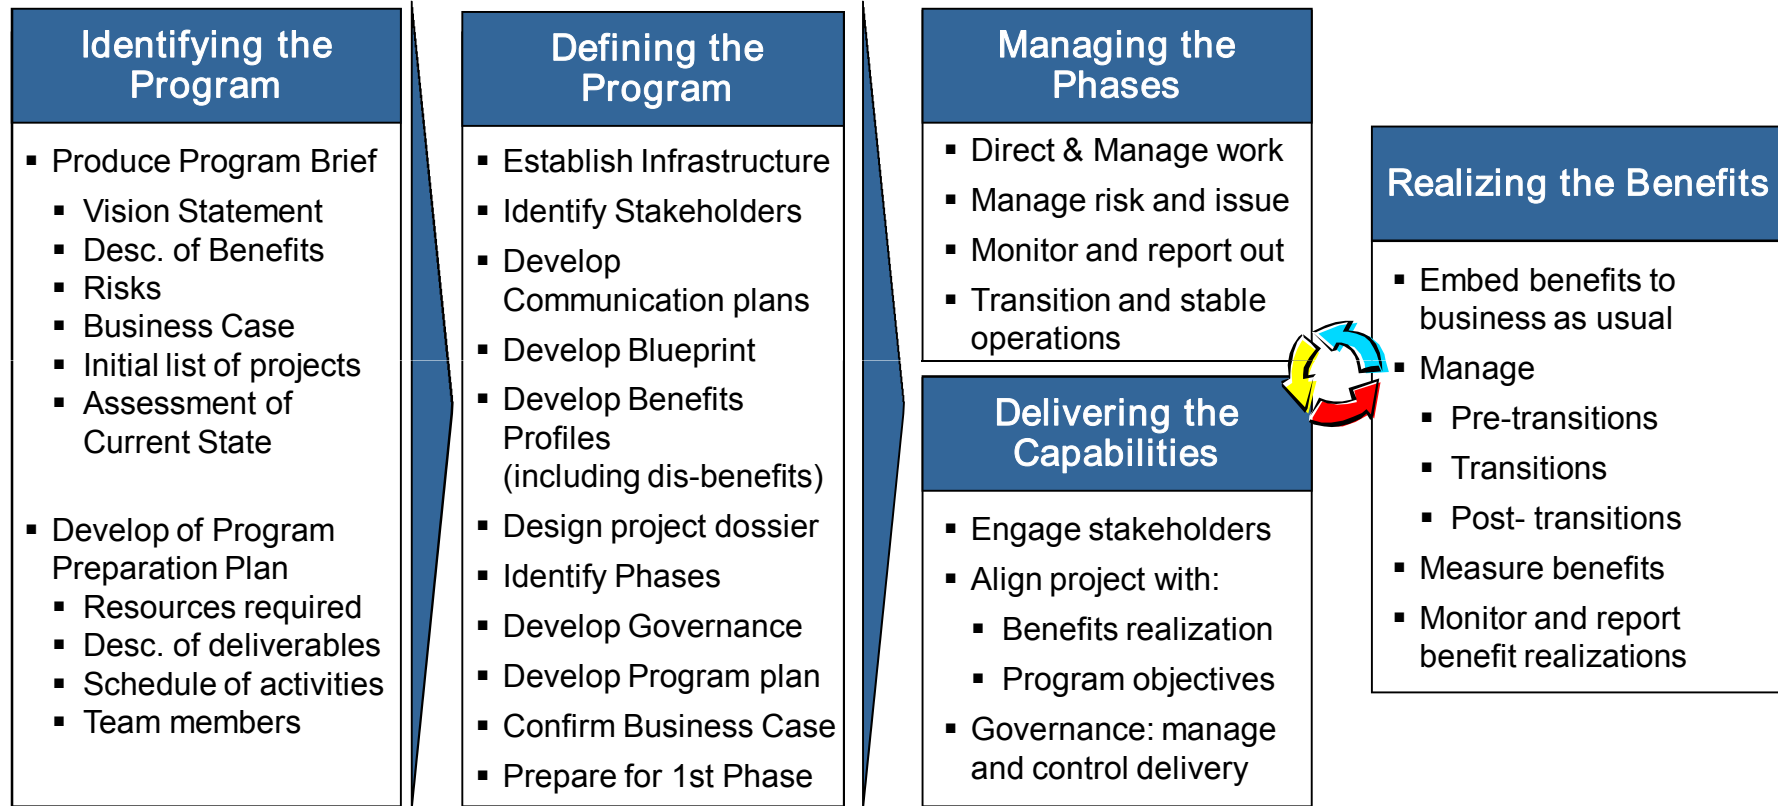 Identifying the
Program
▪ Produce Program Brief
▪ Vision Statement
▪ Desc. of Benefits
▪ Risks
▪ Business Case
▪ Initial list of projects
▪ Assessment of
Current State
▪ Develop of Program
Preparation Plan
▪ Resources required
▪ Desc. of deliverables
▪ Schedule of activities
▪ Team members
Defining the
Program
▪ Establish Infrastructure
▪ Identify Stakeholders
▪ Develop
Communication plans
▪ Develop Blueprint
▪ Develop Benefits
Profiles
(including dis-benefits)
▪ Design project dossier
▪ Identify Phases
▪ Develop Governance
▪ Develop Program plan
▪ Confirm Business Case
▪ Prepare for 1st Phase
Managing the
Phases
▪ Direct & Manage work
▪ Manage risk and issue
▪ Monitor and report out
▪ Transition and stable
operations
Delivering the
Capabilities
▪ Engage stakeholders
▪ Align project with:
▪ Benefits realization
▪ Program objectives
▪ Governance: manage
and control delivery
Realizing the Benefits
▪ Embed benefits to
business as usual
▪ Manage
▪ Pre-transitions
▪ Transitions
▪ Post- transitions
▪ Measure benefits
▪ Monitor and report
benefit realizations